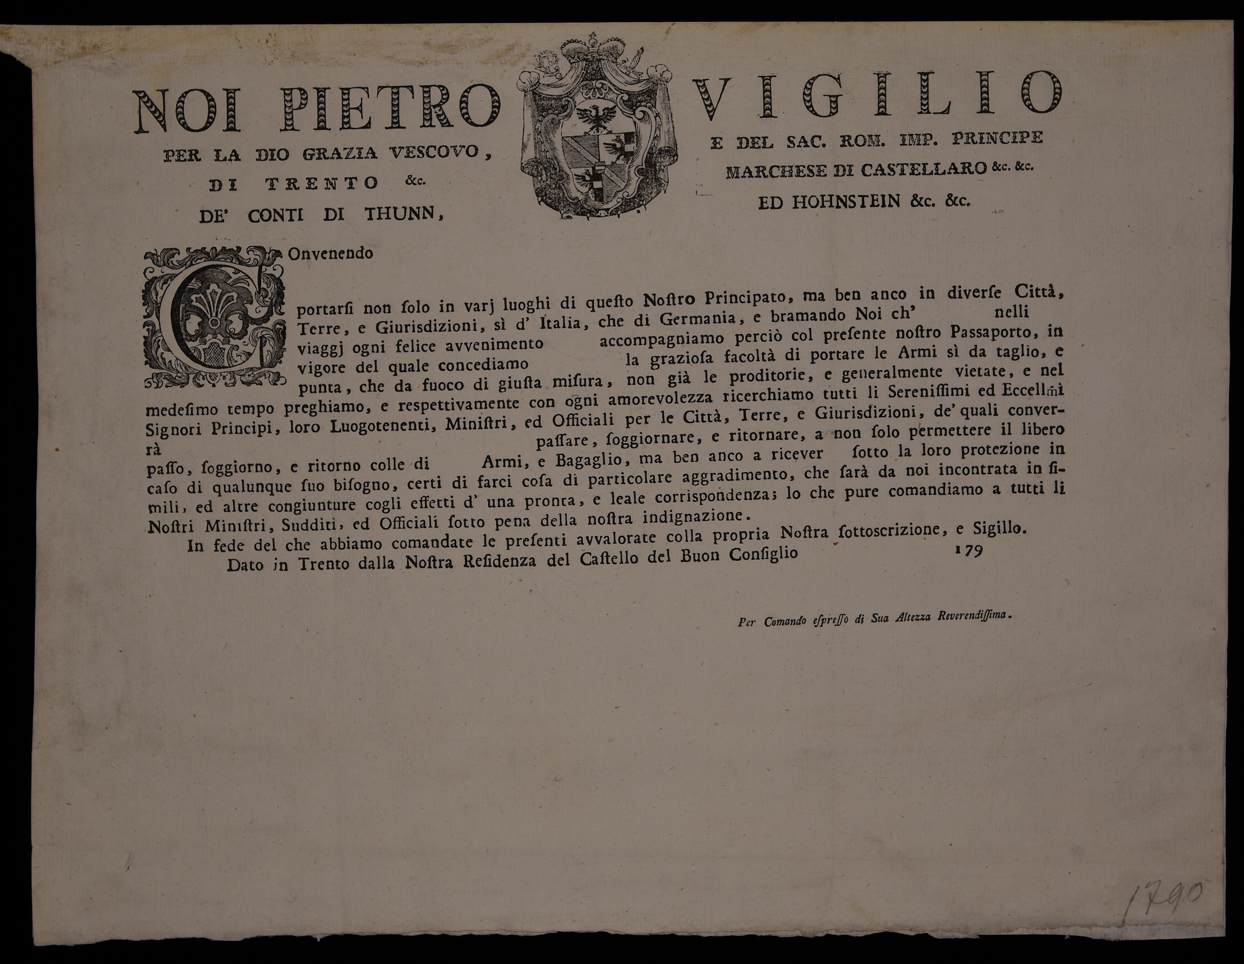 NOI PIETRO VIGILIO
PER LA DIO GRAZIA VESCOVO, E DEL SAC. ROM. IMP. PRINCIPE
DI TRENTO &c. MARCHESE DI CASTELLARO &c. &c.
DE' CONTI DI THUNN, ED HOHNSTEIN &c. &c.
COnvenendo
portarſi non ſolo in varj luoghi di queſto Noſtro Principato, ma ben anco in diverſe Città,
Terre, e Giurisdizioni, sì d' Italia, che di Germania, e bramando Noi ch' nelli
viaggj ogni felice avvenimento accompagniamo perciò col preſente noſtro Paſſaporto, in
vigore del quale concediamo la grazioſa facoltà di portare le Armi sì da taglio, e
punta, che da fuoco di giuſta miſura, non già le proditorie, e generalmente vietate, e nel
medeſimo tempo preghiamo, e reſpettivamente con ogni amorevolezza ricerchiamo tutti li Sereniſſimi ed Eccellm̃i
Signori Principi, loro Luogotenenti, Miniſtri, ed Officiali per le Città, Terre, e Giurisdizioni, de' quali conver-
rà paſſare, ſoggiornare, e ritornare, a non ſolo permettere il libero
paſſo, ſoggiorno, e ritorno colle di Armi, e Bagaglio, ma ben anco a ricever ſotto la loro protezione in
caſo di qualunque ſuo biſogno, certi di farci coſa di particolare aggradimento, che ſarà da noi incontrata in ſi-
mili, ed altre congiunture cogli effetti d' una pronta, e leale corriſpondenza; lo che pure comandiamo a tutti li
Noſtri Miniſtri, Sudditi, ed Officiali ſotto pena della noſtra indignazione.
In fede del che abbiamo comandate le preſenti avvalorate colla propria Noſtra ſottoscrizione, e Sigillo.
Dato in Trento dalla Noſtra Reſidenza del Caſtello del Buon Conſiglio 179
Per Comando eſpreſſo di Sua Altezza Reverendiſſima.
1790